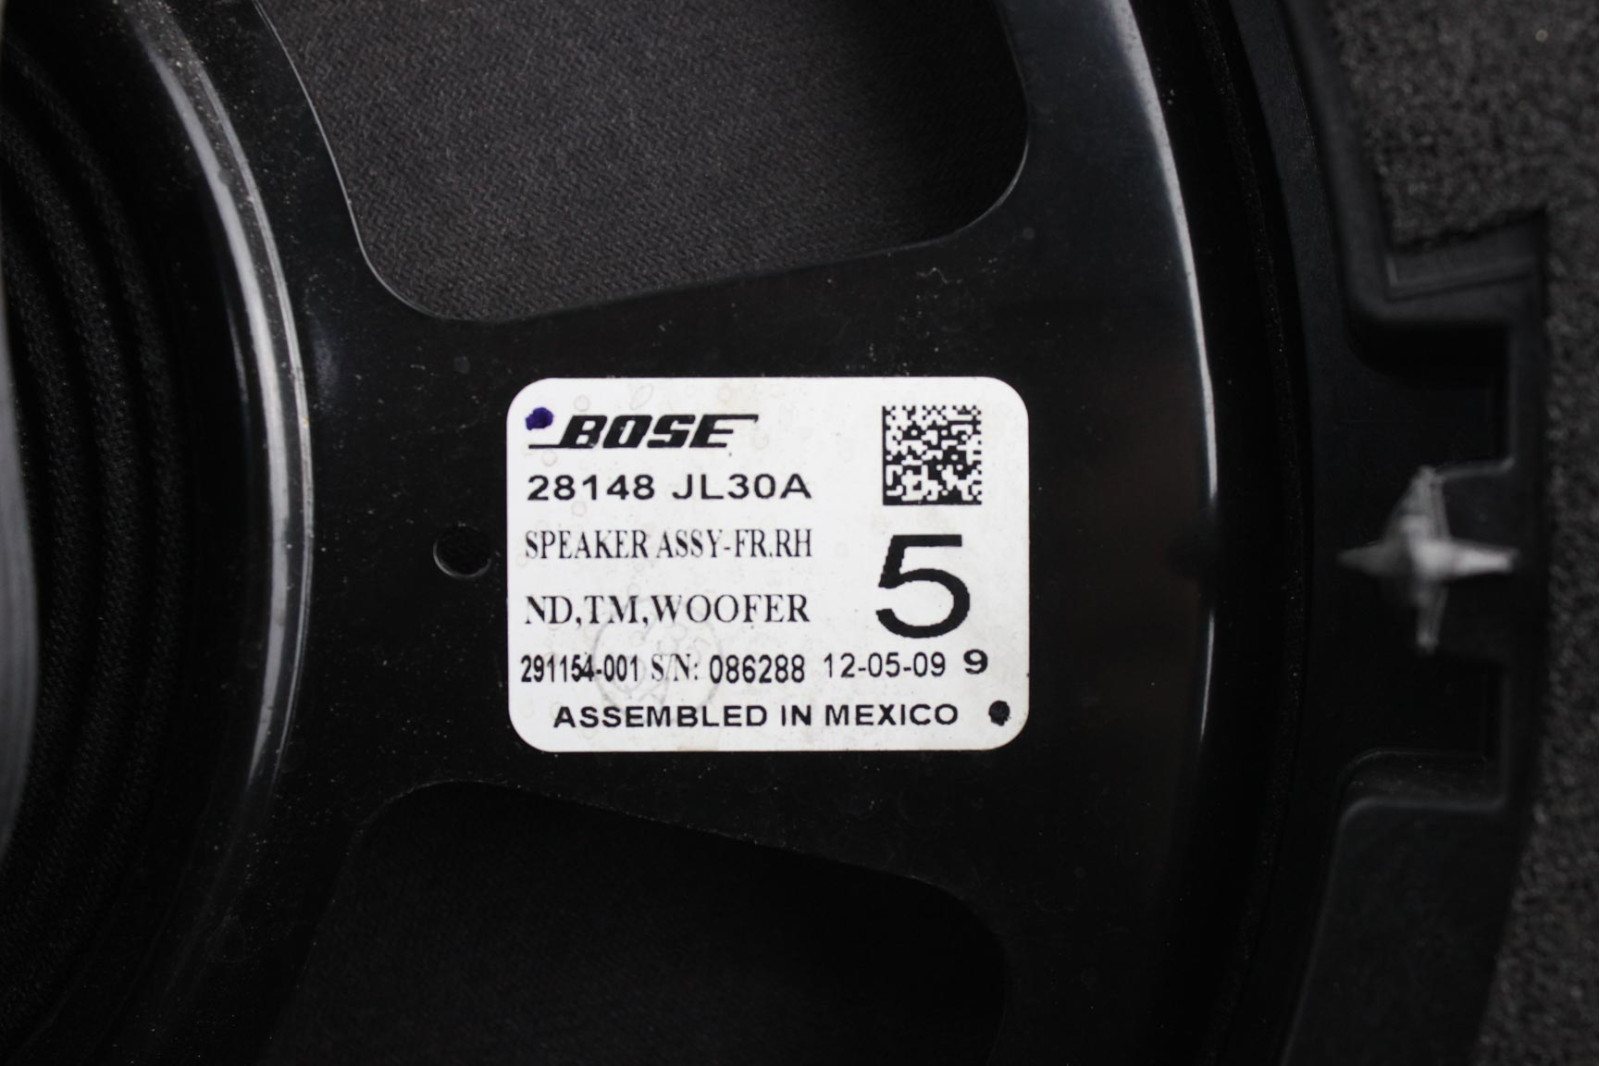 BOSE
28148 JL30A
SPEAKER ASSY-FR.RH
ND,TM,WOOFER
5
291154-001 S/N: 086288 12-05-09 9
ASSEMBLED IN MEXICO